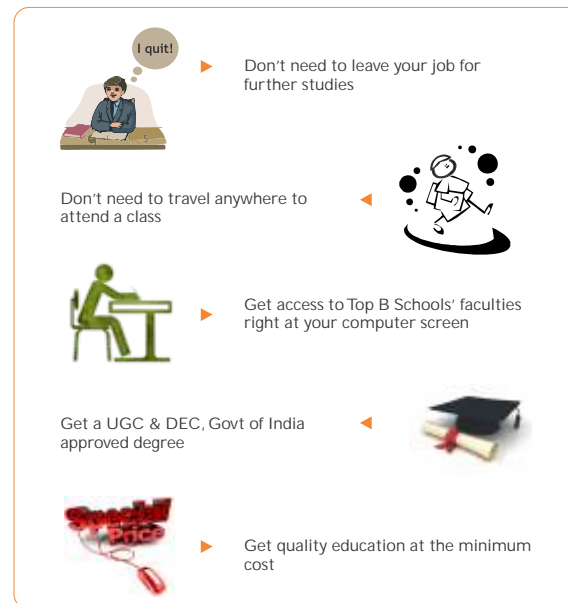 I quit!
Don't need to leave your job for
further studies
Don't need to travel anywhere to
attend a class
Get access to Top B Schools' faculties
right at your computer screen
Get a UGC & DEC, Govt of India
approved degree
Special
Price
Get quality education at the minimum
cost